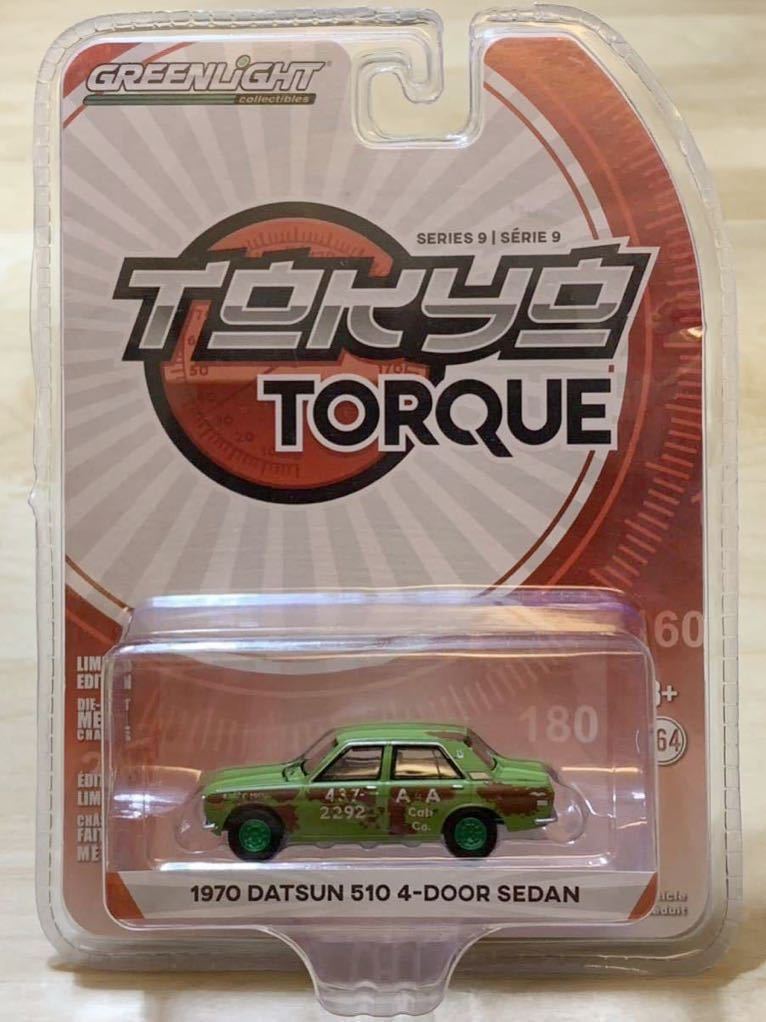 GREENLIGHT
collectibles
SERIES 9 | SÉRIE 9
TOKYO
TORQUE
160
180
64
437-
2292
A A
Cab
Co.
1970 DATSUN 510 4-DOOR SEDAN